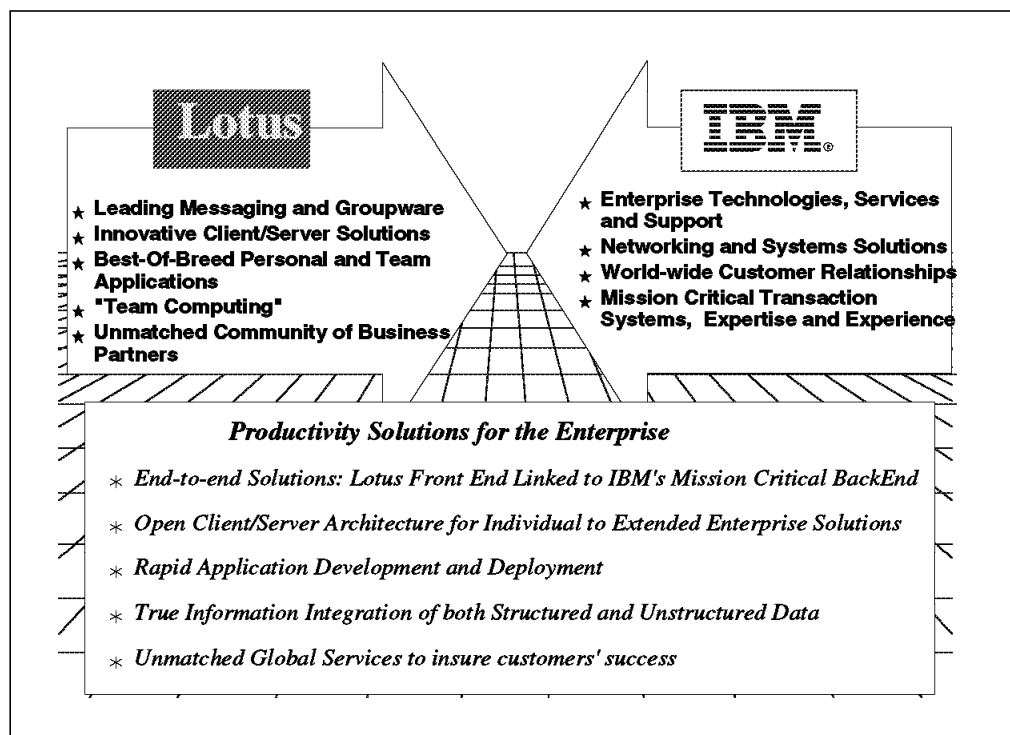 Lotus
★ Leading Messaging and Groupware
★ Innovative Client/Server Solutions
★ Best-Of-Breed Personal and Team
Applications
★ "Team Computing"
★ Unmatched Community of Business
Partners
IBM®
★ Enterprise Technologies, Services
and Support
★ Networking and Systems Solutions
★ World-wide Customer Relationships
★ Mission Critical Transaction
Systems, Expertise and Experience
Productivity Solutions for the Enterprise
* End-to-end Solutions: Lotus Front End Linked to IBM's Mission Critical BackEnd
* Open Client/Server Architecture for Individual to Extended Enterprise Solutions
* Rapid Application Development and Deployment
* True Information Integration of both Structured and Unstructured Data
* Unmatched Global Services to insure customers' success